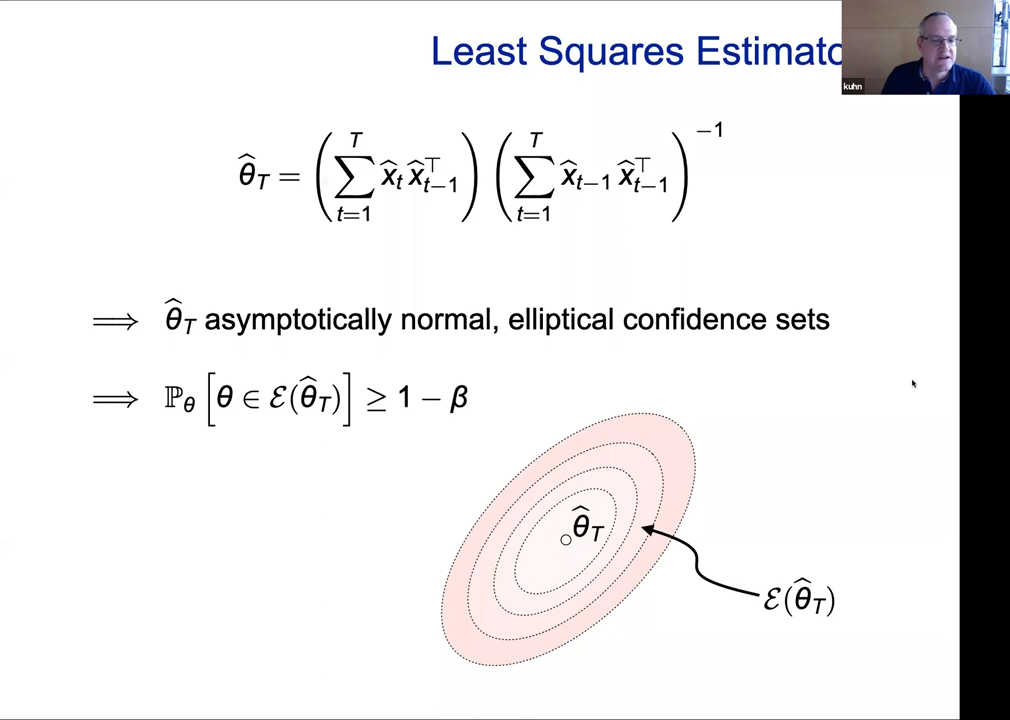 Least Squares Estimato
kuhn
θ̂_T = (∑_{t=1}^{T} x̂_t x̂_{t−1}^⊤) (∑_{t=1}^{T} x̂_{t−1} x̂_{t−1}^⊤)^{−1}
⟹ θ̂_T asymptotically normal, elliptical confidence sets
⟹ ℙ_θ [θ ∈ ℰ(θ̂_T)] ≥ 1 − β
θ̂_T
ℰ(θ̂_T)